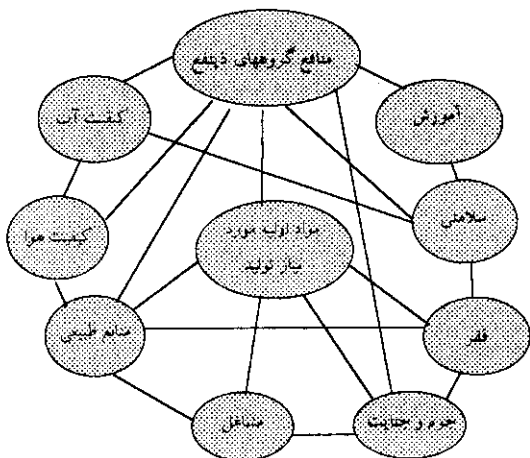 منافع گروههای ذینفع
کیفیت آب
آموزش
سلامتی
کیفیت هوا
مواد اولیه مورد
نیاز تولید
منابع طبیعی
فقر
مشاغل
جرم و جنایت